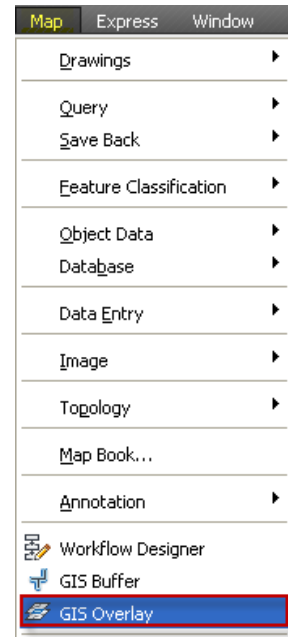 Map Express Window
Drawings
Query
Save Back
Feature Classification
Object Data
Database
Data Entry
Image
Topology
Map Book...
Annotation
Workflow Designer
GIS Buffer
GIS Overlay